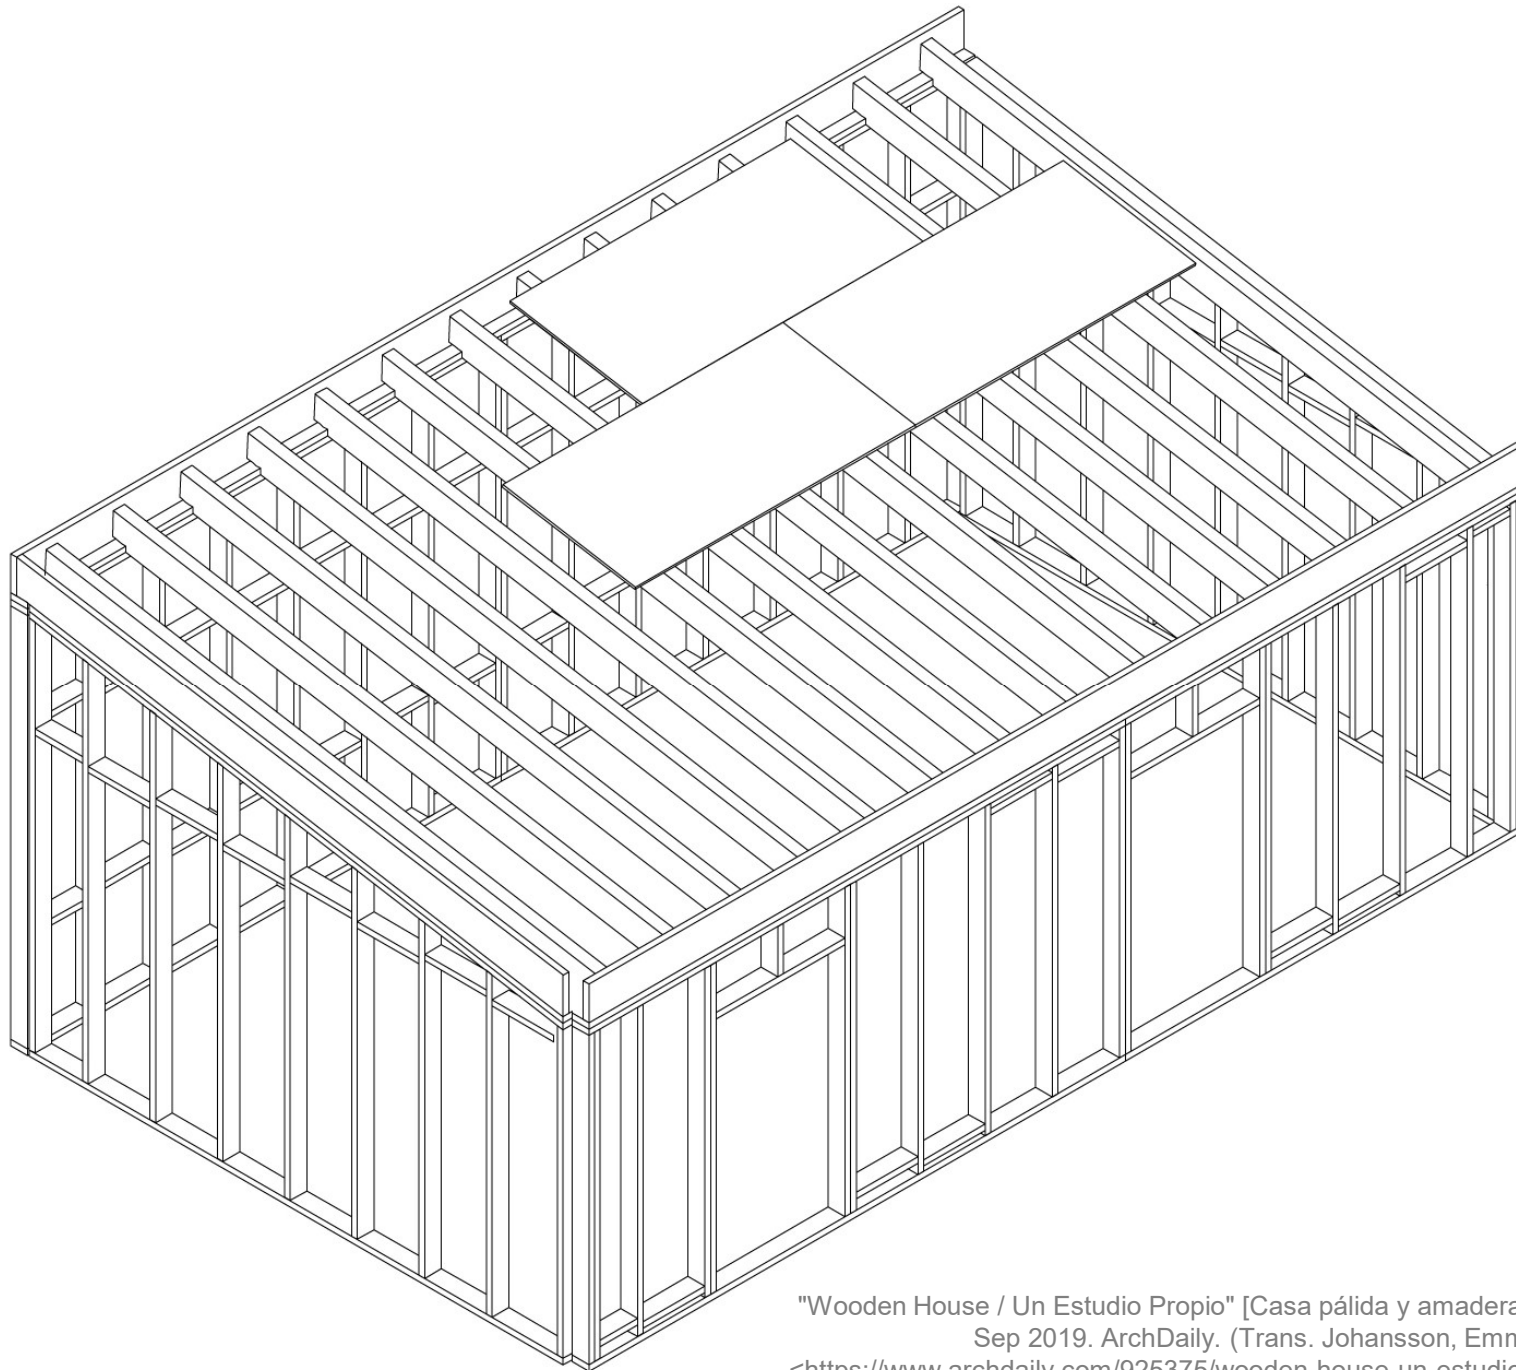 "Wooden House / Un Estudio Propio" [Casa pálida y amadera
Sep 2019. ArchDaily. (Trans. Johansson, Emm
<https://www.archdaily.com/925375/wooden-house-un-estudio